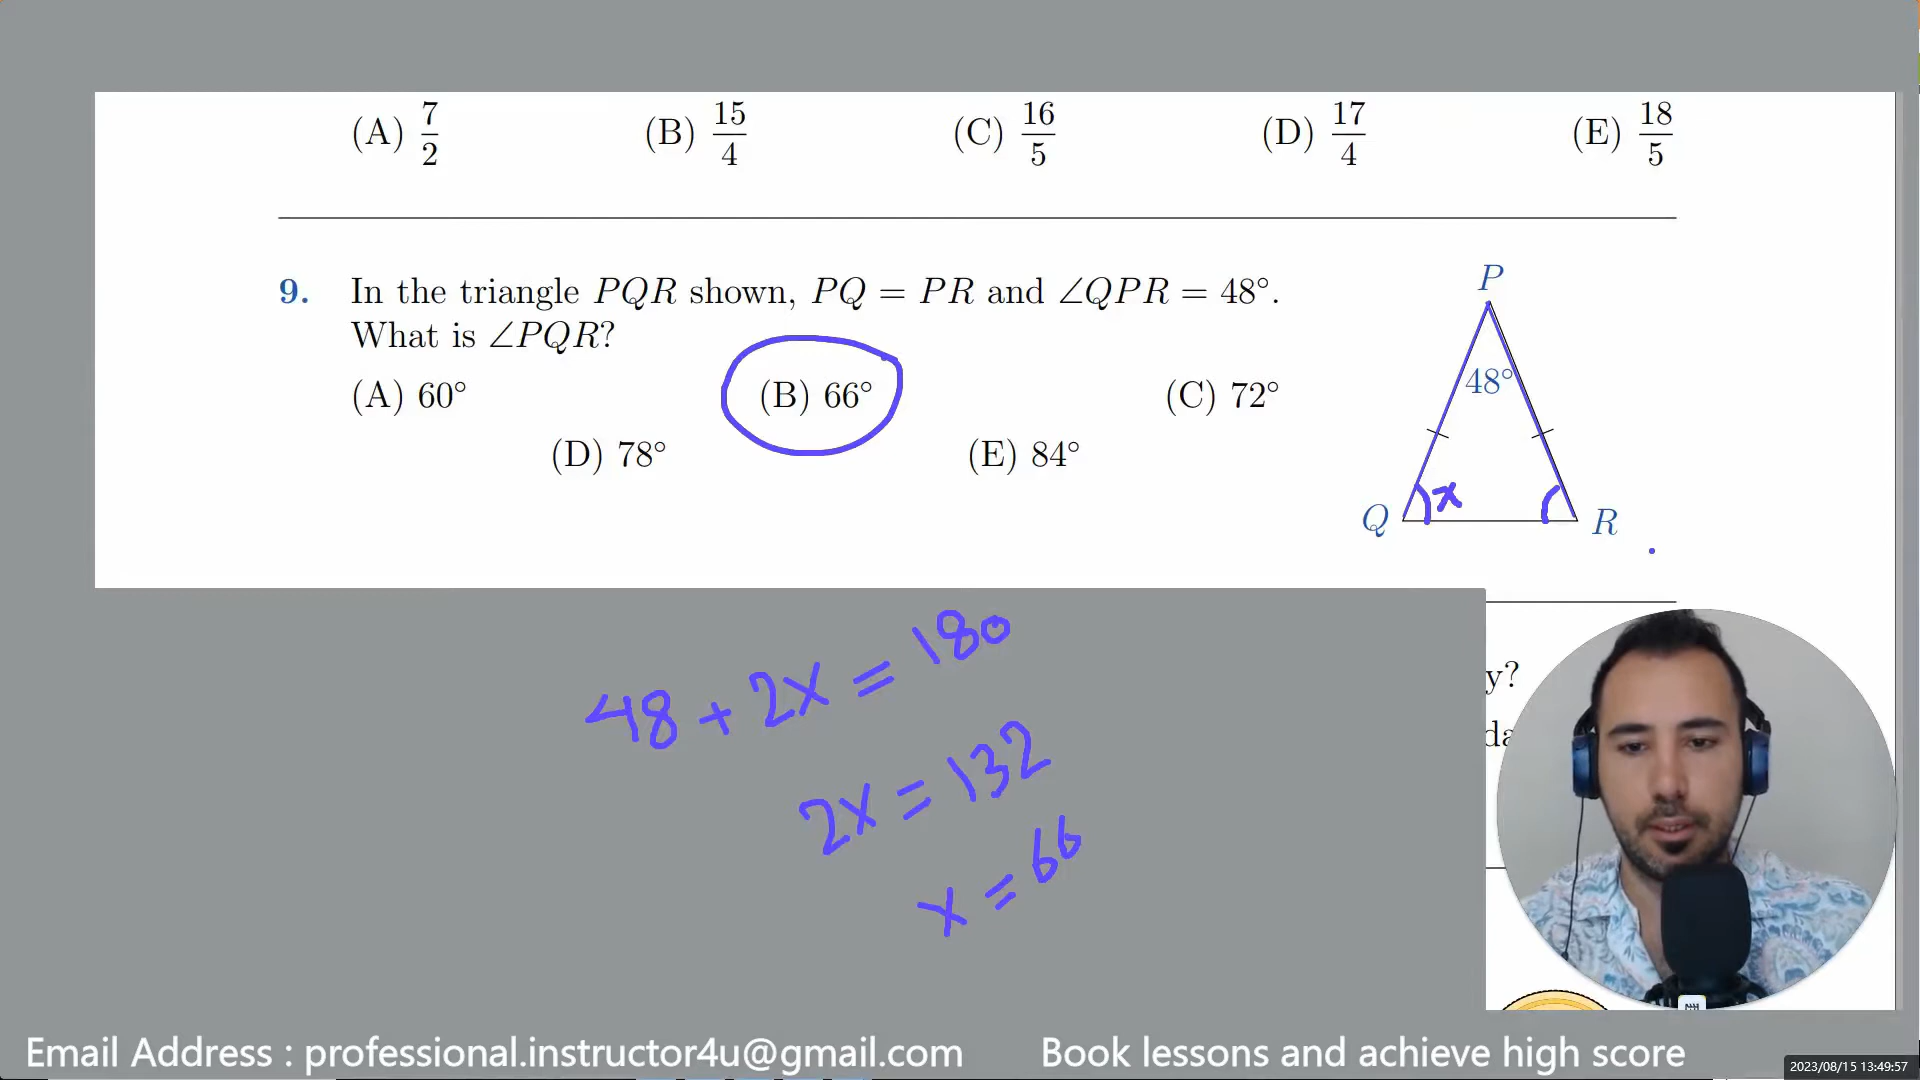 (A) 7/2 (B) 15/4 (C) 16/5 (D) 17/4 (E) 18/5
9. In the triangle PQR shown, PQ = PR and ∠QPR = 48°.
What is ∠PQR?
(A) 60° (B) 66° (C) 72°
(D) 78° (E) 84°
P
48°
x
Q R
48 + 2x = 180
2x = 132
x = 66
y?
da
Email Address : professional.instructor4u@gmail.com Book lessons and achieve high score
2023/08/15 13:49:57